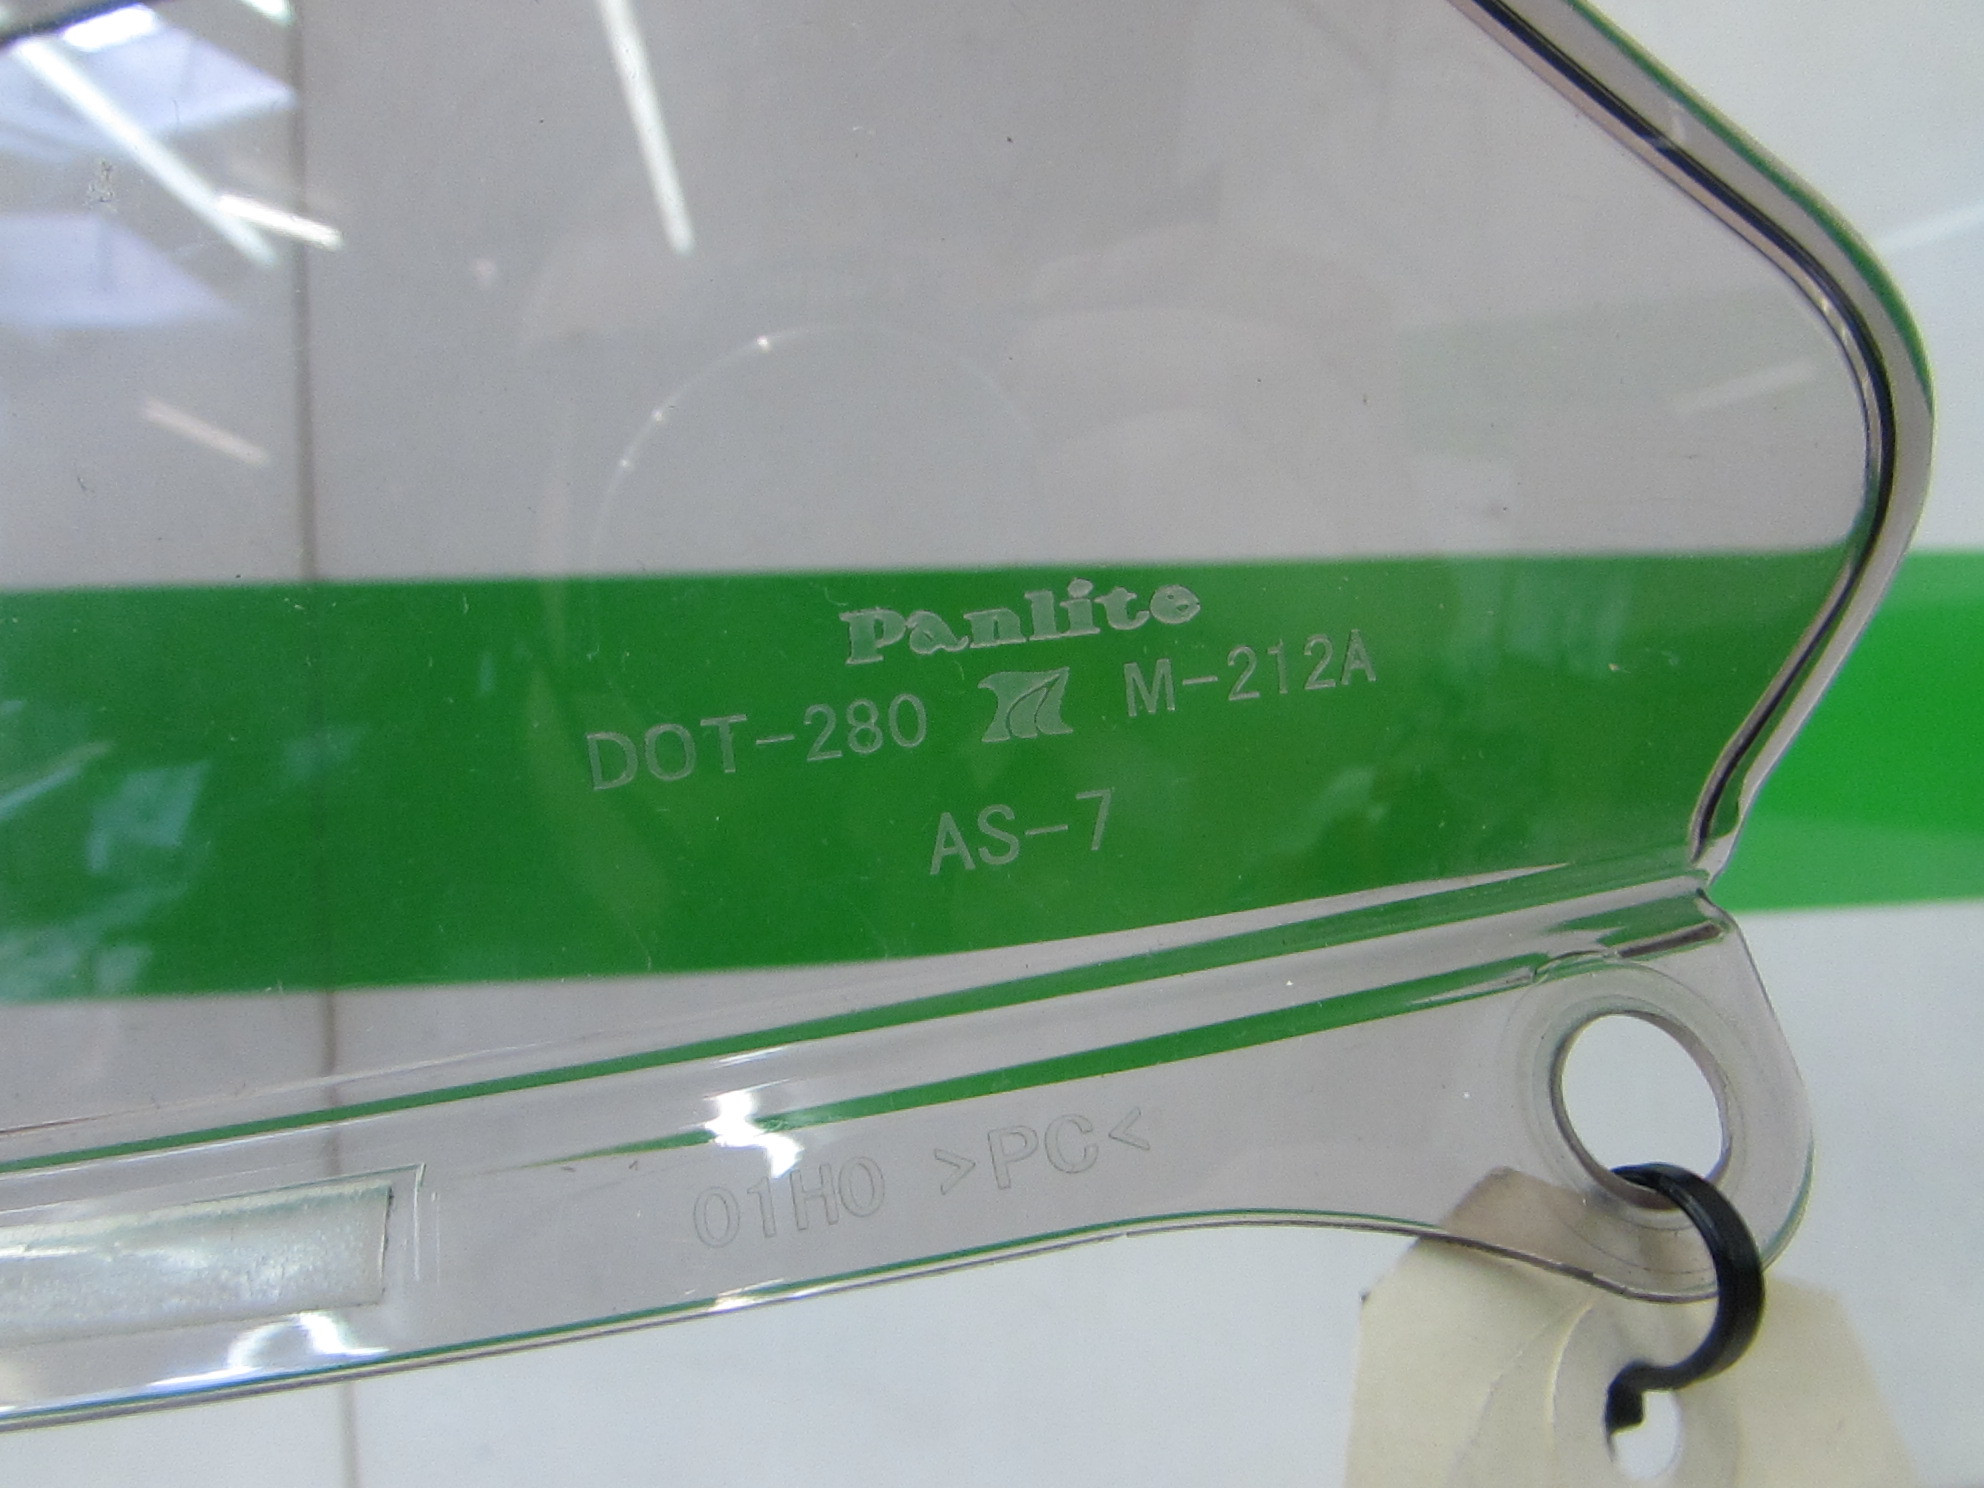 Panlite
DOT-280 M-212A
AS-7
01H0 >PC<